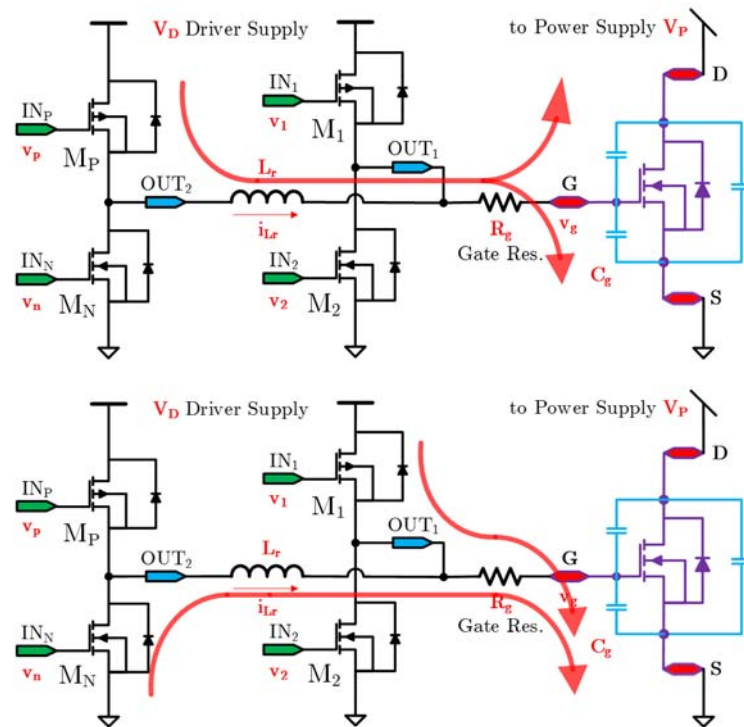 V_D Driver Supply
to Power Supply V_P
D
IN_P
v_p
M_P
IN_1
v_1
M_1
OUT_1
OUT_2
L_r
i_Lr
R_g
Gate Res.
G
v_g
C_g
IN_N
v_n
M_N
IN_2
v_2
M_2
S
V_D Driver Supply
to Power Supply V_P
D
IN_P
v_p
M_P
IN_1
v_1
M_1
OUT_1
OUT_2
L_r
i_Lr
R_g
Gate Res.
G
v_g
C_g
IN_N
v_n
M_N
IN_2
v_2
M_2
S